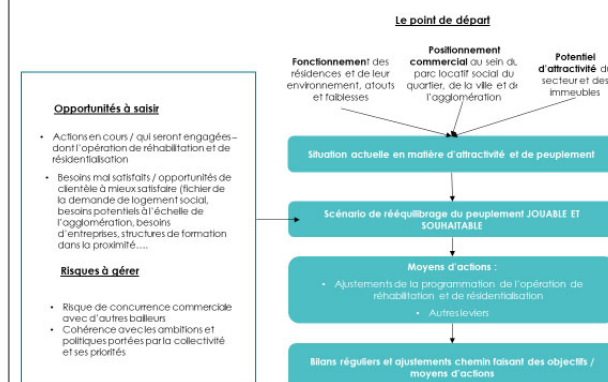 Le point de départ
Fonctionnement des
résidences et de leur
environnement, atouts
et faiblesses
Positionnement
commercial au sein du
parc locatif social du
quartier, de la ville et de
l'agglomération
Potentiel
d'attractivité du
secteur et des
immeubles
Situation actuelle en matière d'attractivité et de peuplement
Opportunités à saisir
• Actions en cours / qui seront engagées –
dont l'opération de réhabilitation et de
résidentialisation
• Besoins mal satisfaits / opportunités de
clientèle à mieux satisfaire (fichier de
la demande de logement social,
besoins potentiels à l'échelle de
l'agglomération, besoins
d'entreprises, structures de formation
dans la proximité….
Risques à gérer
• Risque de concurrence commerciale
avec d'autres bailleurs
• Cohérence avec les ambitions et
politiques portées par la collectivité
et ses priorités
Scénario de rééquilibrage du peuplement JOUABLE ET
SOUHAITABLE
Moyens d'actions :
• Ajustements de la programmation de l'opération de
réhabilitation et de résidentialisation
• Autres leviers
Bilans réguliers et ajustements chemin faisant des objectifs /
moyens d'actions